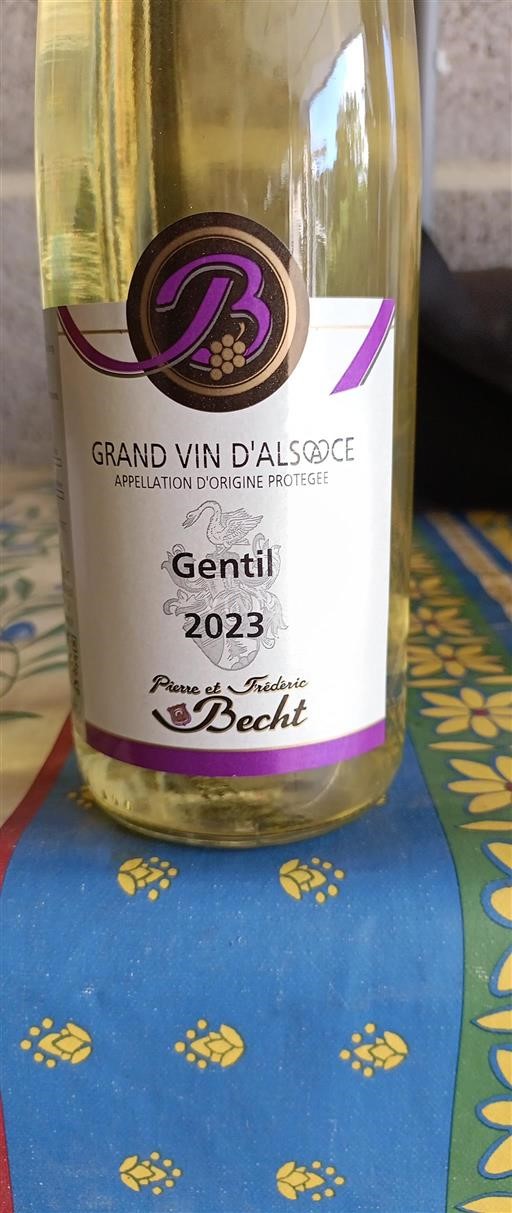 B
GRAND VIN D'ALSACE
APPELLATION D'ORIGINE PROTEGEE
Gentil
2023
Pierre et Frédéric
Becht